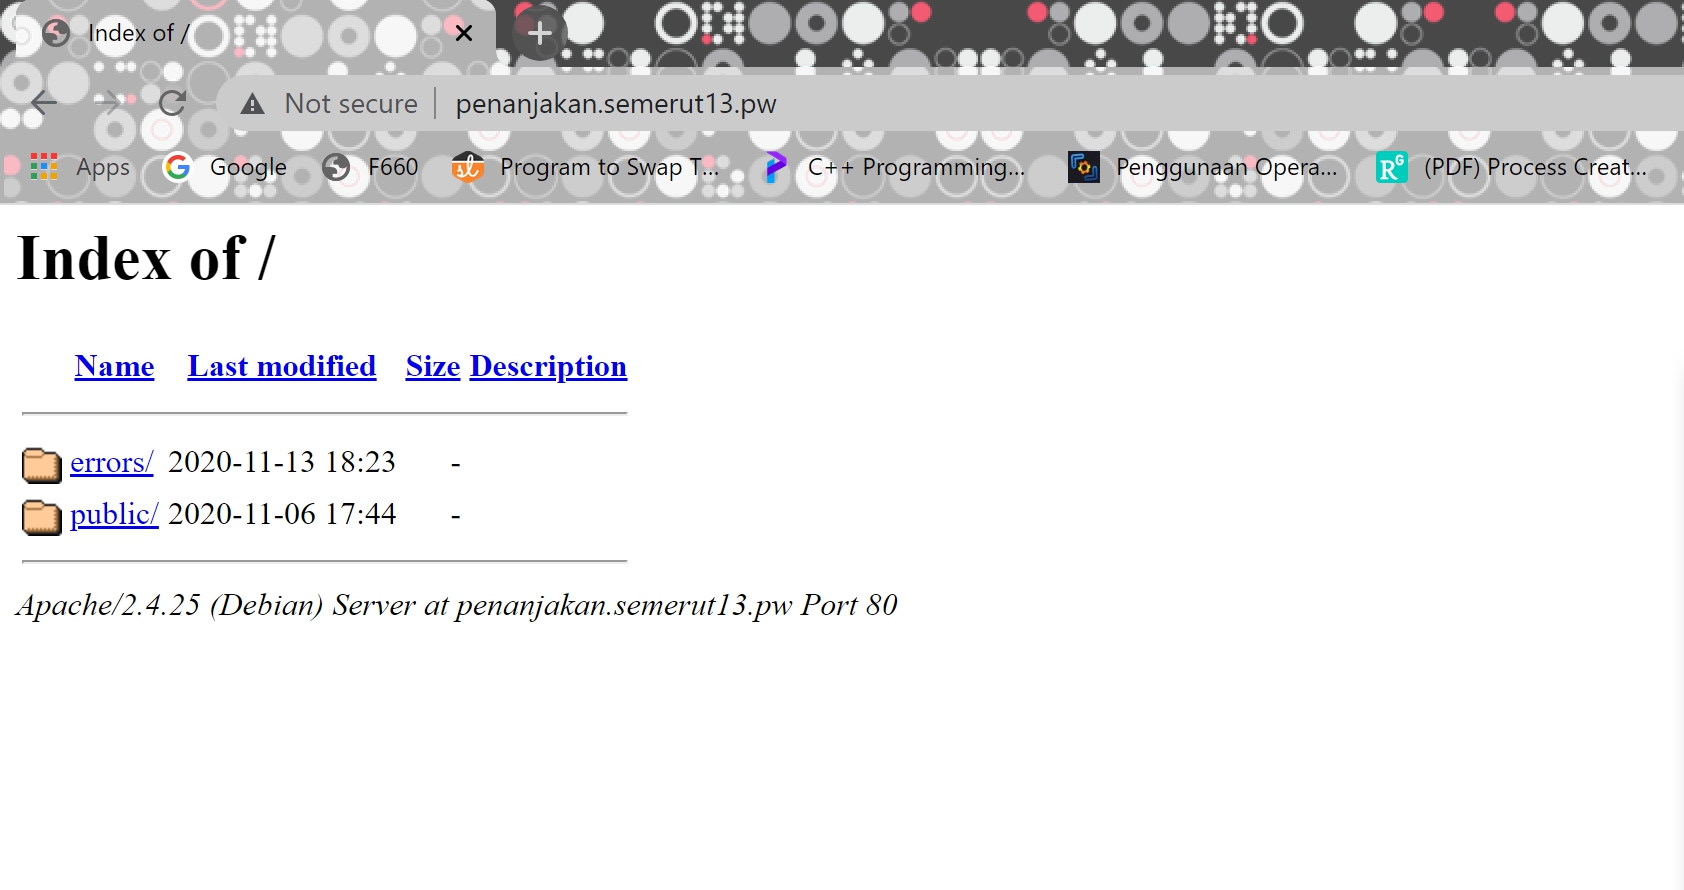 Index of /
Not secure penanjakan.semerut13.pw
Apps Google F660 Program to Swap T... C++ Programming... Penggunaan Opera... (PDF) Process Creat...
Index of /
Name Last modified Size Description
errors/ 2020-11-13 18:23 -
public/ 2020-11-06 17:44 -
Apache/2.4.25 (Debian) Server at penanjakan.semerut13.pw Port 80